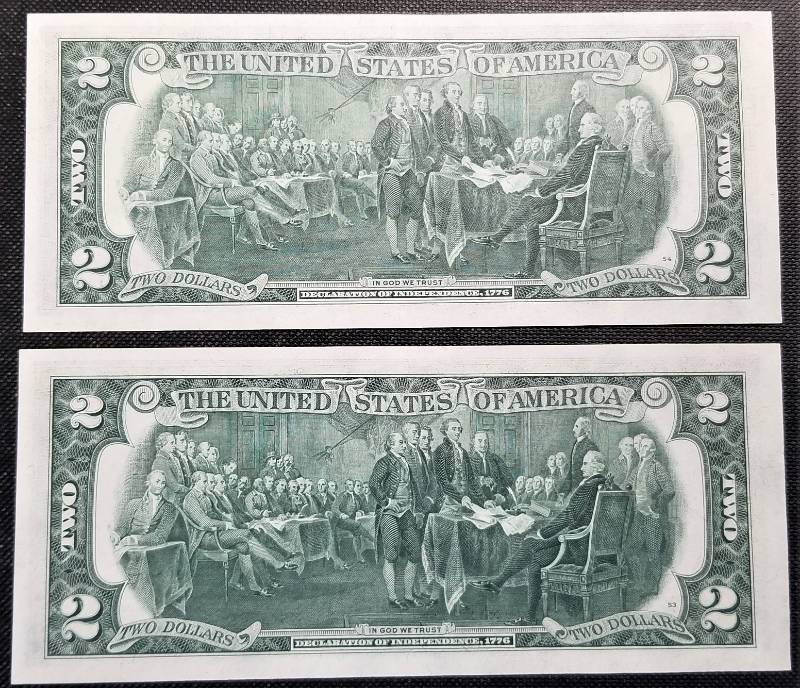 2 THE UNITED STATES OF AMERICA 2
TWO TWO
54
2 TWO DOLLARS IN GOD WE TRUST TWO DOLLARS 2
DECLARATION OF INDEPENDENCE, 1776
2 THE UNITED STATES OF AMERICA 2
TWO TWO
53
2 TWO DOLLARS IN GOD WE TRUST TWO DOLLARS 2
DECLARATION OF INDEPENDENCE, 1776